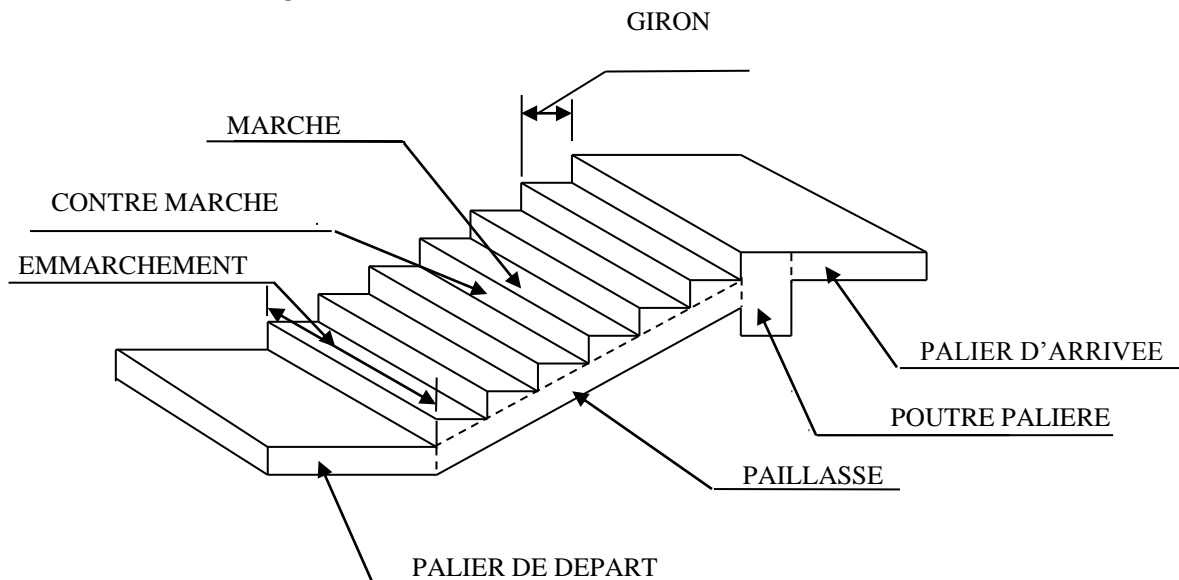 GIRON
MARCHE
CONTRE MARCHE
EMMARCHEMENT
PALIER D'ARRIVEE
POUTRE PALIERE
PAILLASSE
PALIER DE DEPART